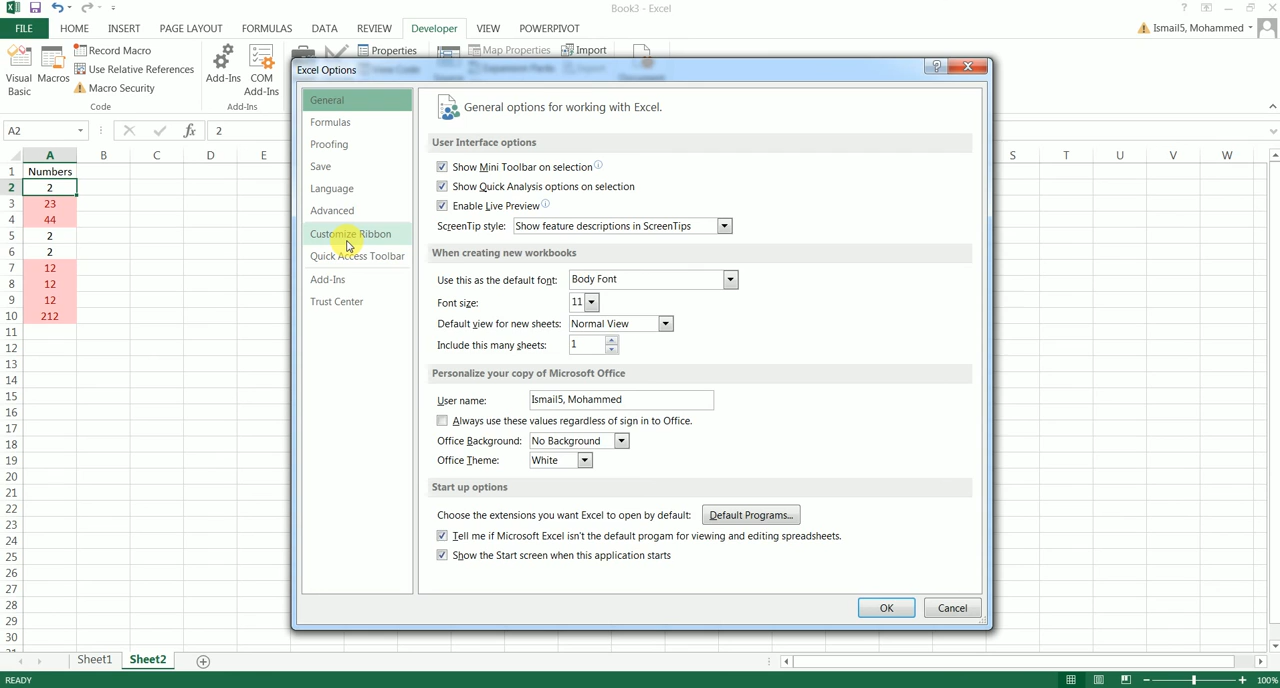 Book3 - Excel
FILE HOME INSERT PAGE LAYOUT FORMULAS DATA REVIEW Developer VIEW POWERPIVOT Ismail5, Mohammed
Visual Basic
Macros
Record Macro
Use Relative References
Macro Security
Code
Add-Ins
COM Add-Ins
Add-Ins
Properties
Map Properties
Import
A2 fx 2
A B C D E S T U V W
1 Numbers
2 2
3 23
4 44
5 2
6 2
7 12
8 12
9 12
10 212
11
12
13
14
15
16
17
18
19
20
21
22
23
24
25
26
27
28
29
30
Excel Options
General
Formulas
Proofing
Save
Language
Advanced
Customize Ribbon
Quick Access Toolbar
Add-Ins
Trust Center
General options for working with Excel.
User Interface options
Show Mini Toolbar on selection
Show Quick Analysis options on selection
Enable Live Preview
ScreenTip style: Show feature descriptions in ScreenTips
When creating new workbooks
Use this as the default font: Body Font
Font size: 11
Default view for new sheets: Normal View
Include this many sheets: 1
Personalize your copy of Microsoft Office
User name: Ismail5, Mohammed
Always use these values regardless of sign in to Office.
Office Background: No Background
Office Theme: White
Start up options
Choose the extensions you want Excel to open by default: Default Programs...
Tell me if Microsoft Excel isn't the default progam for viewing and editing spreadsheets.
Show the Start screen when this application starts
OK Cancel
Sheet1 Sheet2
READY 100%